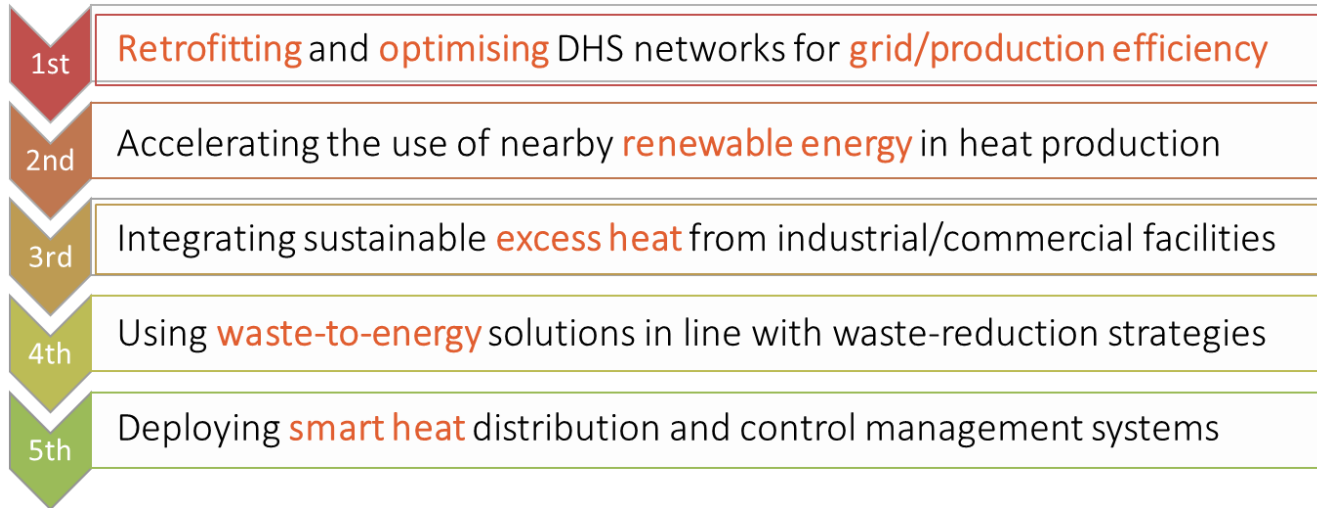 1st Retrofitting and optimising DHS networks for grid/production efficiency
2nd Accelerating the use of nearby renewable energy in heat production
3rd Integrating sustainable excess heat from industrial/commercial facilities
4th Using waste-to-energy solutions in line with waste-reduction strategies
5th Deploying smart heat distribution and control management systems